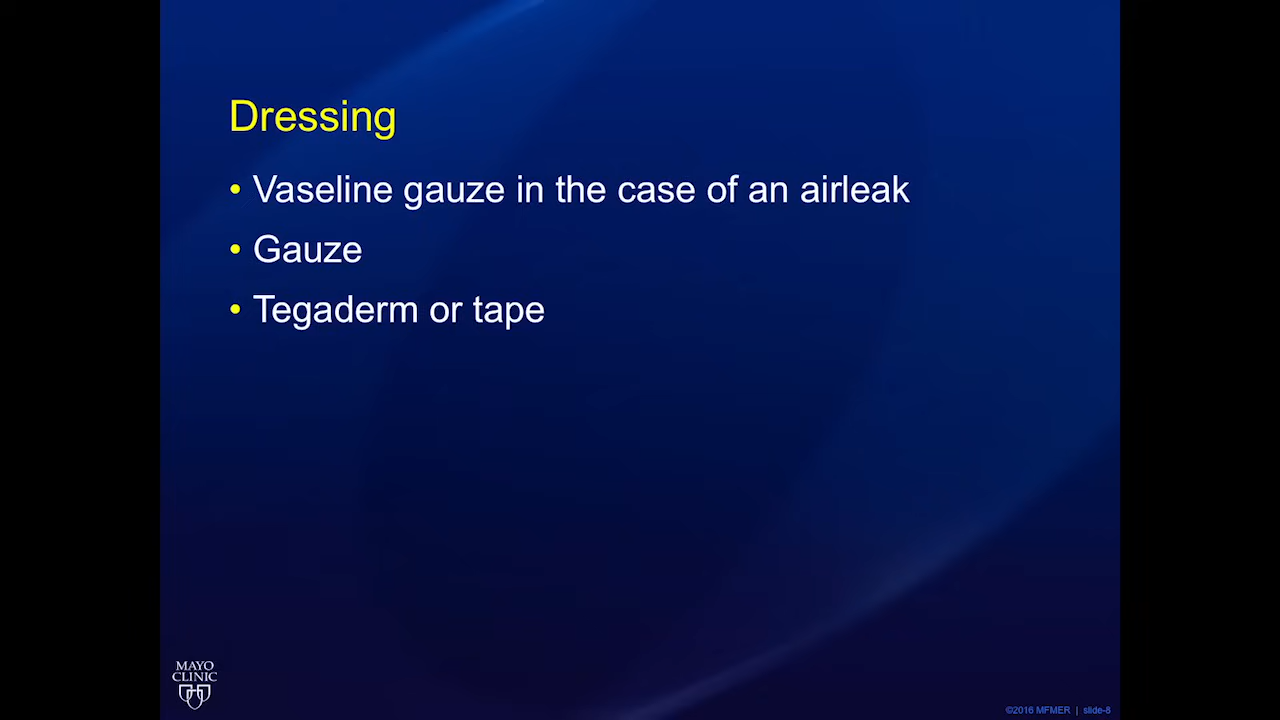 Dressing
• Vaseline gauze in the case of an airleak
• Gauze
• Tegaderm or tape
MAYO
CLINIC
©2016 MFMER | slide-8